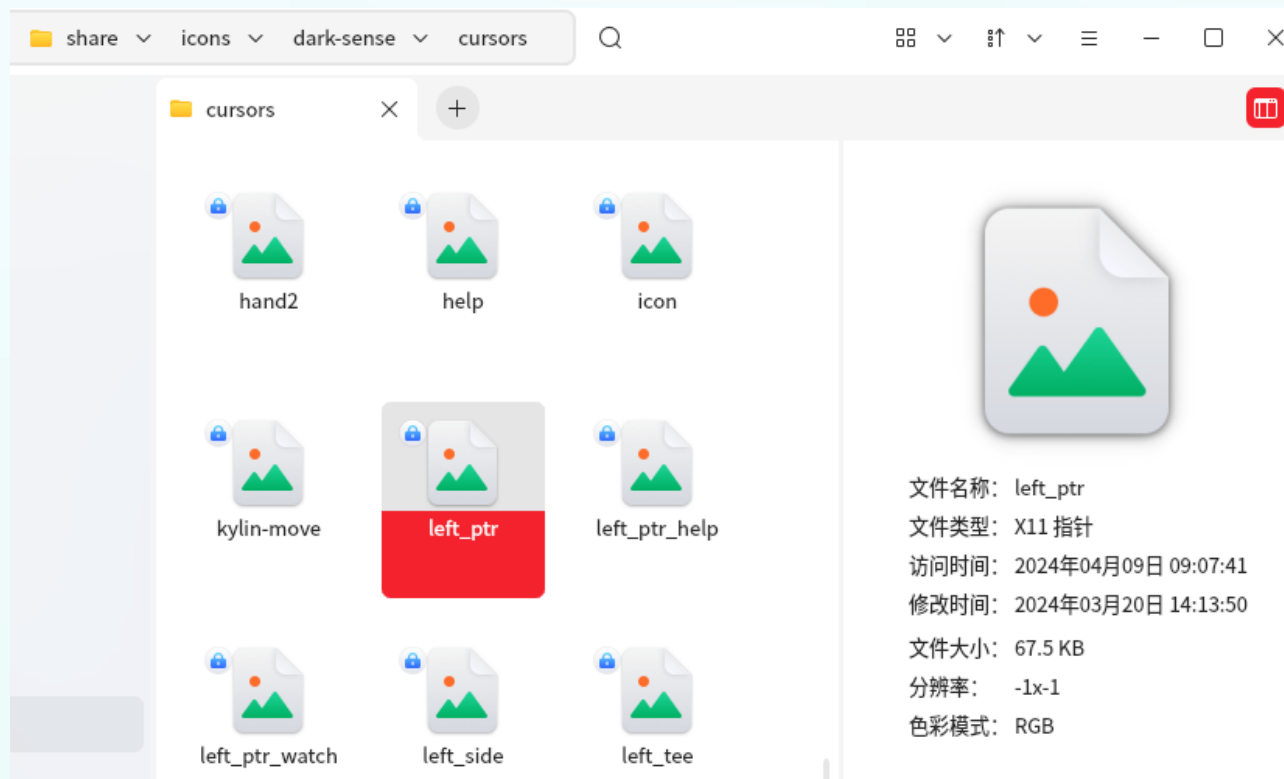 share icons dark-sense cursors
cursors
hand2 help icon
kylin-move left_ptr left_ptr_help
left_ptr_watch left_side left_tee
文件名称： left_ptr
文件类型： X11 指针
访问时间： 2024年04月09日 09:07:41
修改时间： 2024年03月20日 14:13:50
文件大小： 67.5 KB
分辨率： -1x-1
色彩模式： RGB